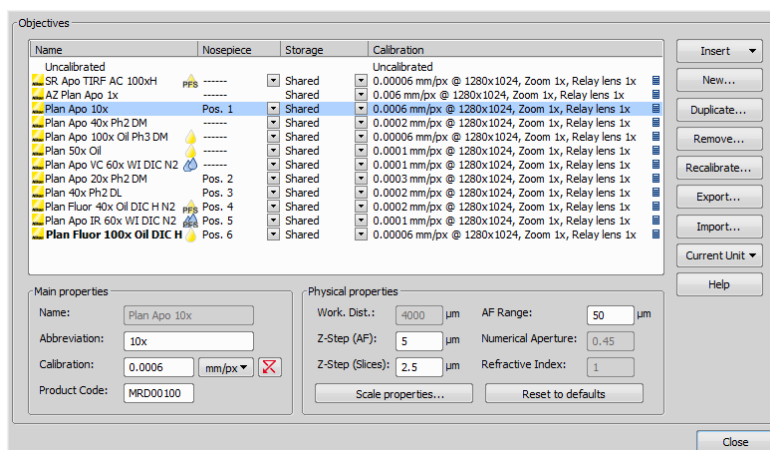 Objectives
Name Nosepiece Storage Calibration
Uncalibrated Uncalibrated
SR Apo TIRF AC 100xH PFS ------ Shared 0.00006 mm/px @ 1280x1024, Zoom 1x, Relay lens 1x
AZ Plan Apo 1x ------ Shared 0.006 mm/px @ 1280x1024, Zoom 1x, Relay lens 1x
Plan Apo 10x Pos. 1 Shared 0.0006 mm/px @ 1280x1024, Zoom 1x, Relay lens 1x
Plan Apo 40x Ph2 DM ------ Shared 0.0002 mm/px @ 1280x1024, Zoom 1x, Relay lens 1x
Plan Apo 100x Oil Ph3 DM ------ Shared 0.00006 mm/px @ 1280x1024, Zoom 1x, Relay lens 1x
Plan 50x Oil ------ Shared 0.0001 mm/px @ 1280x1024, Zoom 1x, Relay lens 1x
Plan Apo VC 60x WI DIC N2 ------ Shared 0.0001 mm/px @ 1280x1024, Zoom 1x, Relay lens 1x
Plan Apo 20x Ph2 DM Pos. 2 Shared 0.0003 mm/px @ 1280x1024, Zoom 1x, Relay lens 1x
Plan 40x Ph2 DL Pos. 3 Shared 0.0002 mm/px @ 1280x1024, Zoom 1x, Relay lens 1x
Plan Fluor 40x Oil DIC H N2 PFS Pos. 4 Shared 0.0002 mm/px @ 1280x1024, Zoom 1x, Relay lens 1x
Plan Apo IR 60x WI DIC N2 PFS Pos. 5 Shared 0.0001 mm/px @ 1280x1024, Zoom 1x, Relay lens 1x
Plan Fluor 100x Oil DIC H Pos. 6 Shared 0.00006 mm/px @ 1280x1024, Zoom 1x, Relay lens 1x
Insert
New...
Duplicate...
Remove...
Recalibrate...
Export...
Import...
Current Unit
Help
Main properties
Name: Plan Apo 10x
Abbreviation: 10x
Calibration: 0.0006 mm/px
Product Code: MRD00100
Physical properties
Work. Dist.: 4000 µm AF Range: 50 µm
Z-Step (AF): 5 µm Numerical Aperture: 0.45
Z-Step (Slices): 2.5 µm Refractive Index: 1
Scale properties... Reset to defaults
Close